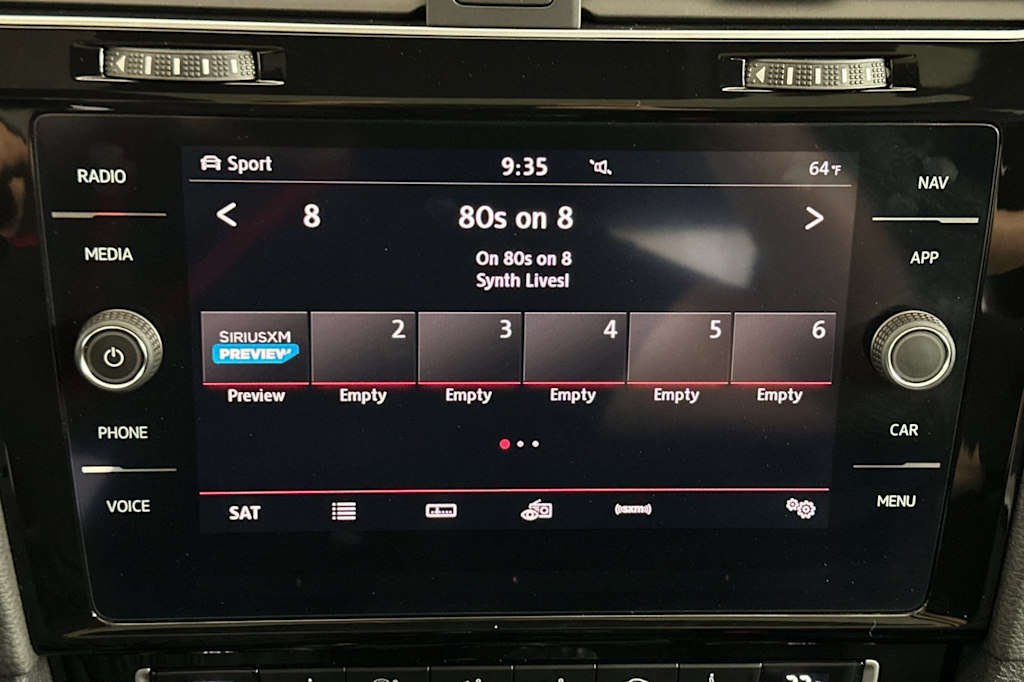 RADIO
MEDIA
PHONE
VOICE
Sport 9:35 64°F
8 80s on 8
On 80s on 8
Synth Lives!
SIRIUSXM
PREVIEW
2 3 4 5 6
Preview Empty Empty Empty Empty Empty
SAT
((sxm))
NAV
APP
CAR
MENU